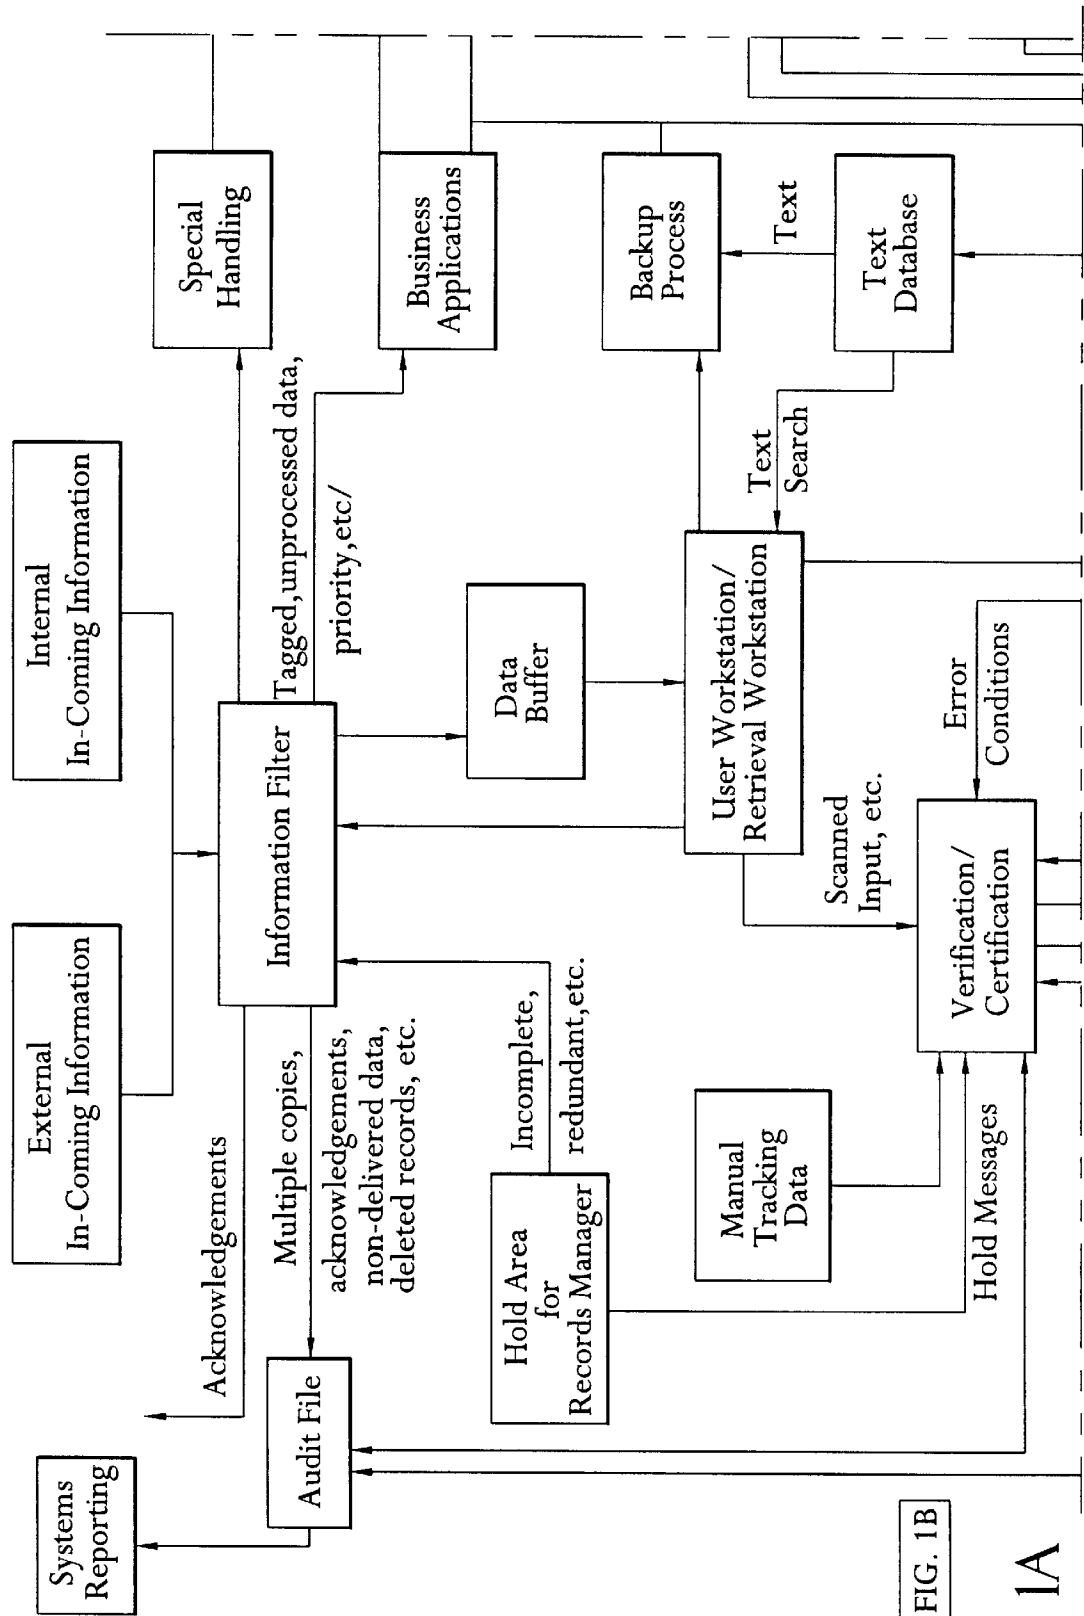 Systems
Reporting
External
In-Coming Information
Internal
In-Coming Information
Acknowledgements
Special
Handling
Audit File
Multiple copies,
acknowledgements,
non-delivered data,
deleted records, etc.
Information Filter
Tagged,unprocessed data,
priority,etc/
Business
Applications
Hold Area
for
Records Manager
Incomplete,
redundant,etc.
Data
Buffer
Backup
Process
Manual
Tracking
Data
User Workstation/
Retrieval Workstation
Text
Search
Text
Text
Database
Scanned
Input, etc.
Hold Messages
Verification/
Certification
Error
Conditions
FIG. 1B
1A